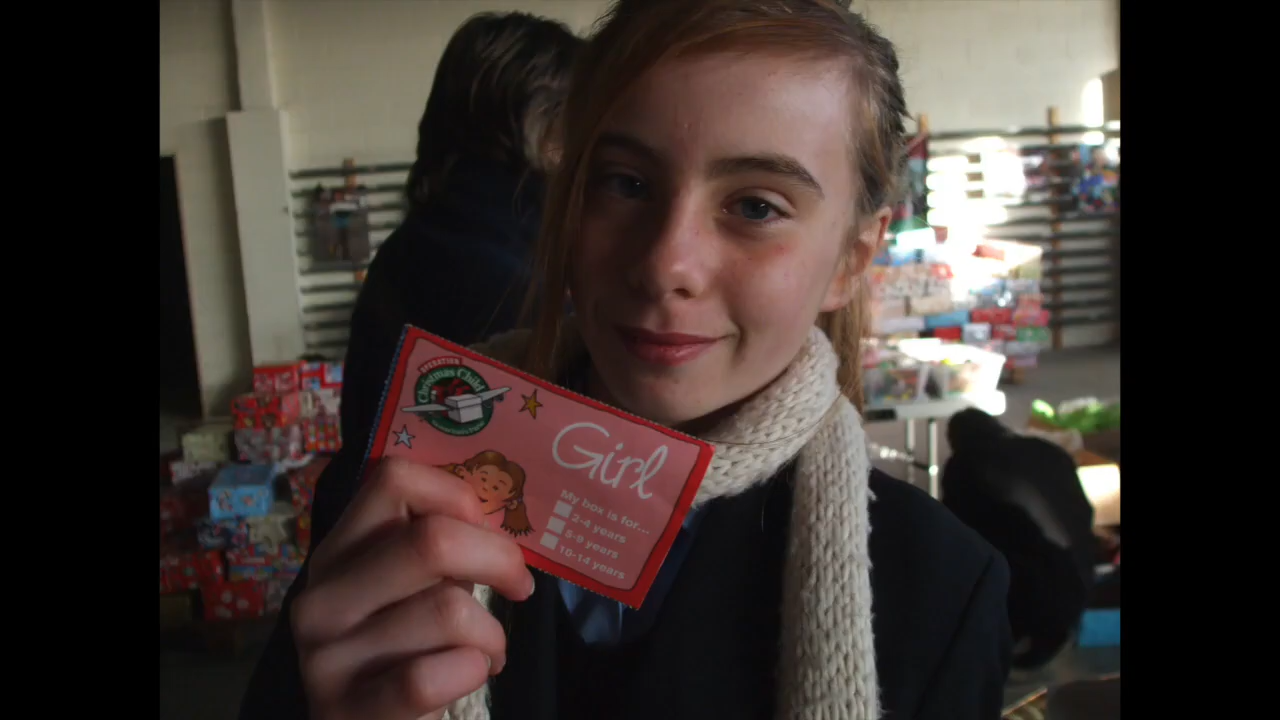 OPERATION
Christmas Child
Girl
My box is for...
2-4 years
5-9 years
10-14 years